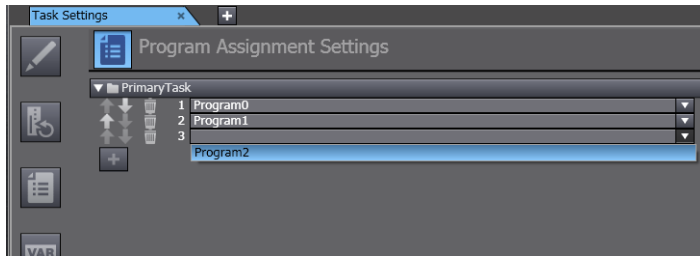 Task Settings × +
Program Assignment Settings
PrimaryTask
1 Program0
2 Program1
3
Program2
+
VAR